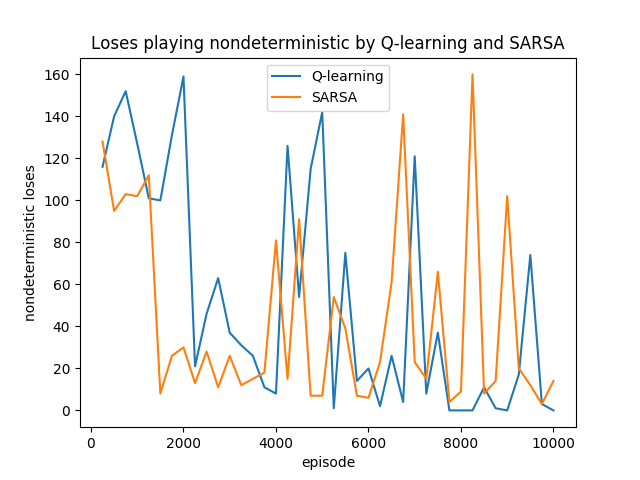 Loses playing nondeterministic by Q-learning and SARSA
Q-learning
SARSA
160
140
120
100
80
60
40
20
0
nondeterministic loses
0 2000 4000 6000 8000 10000
episode